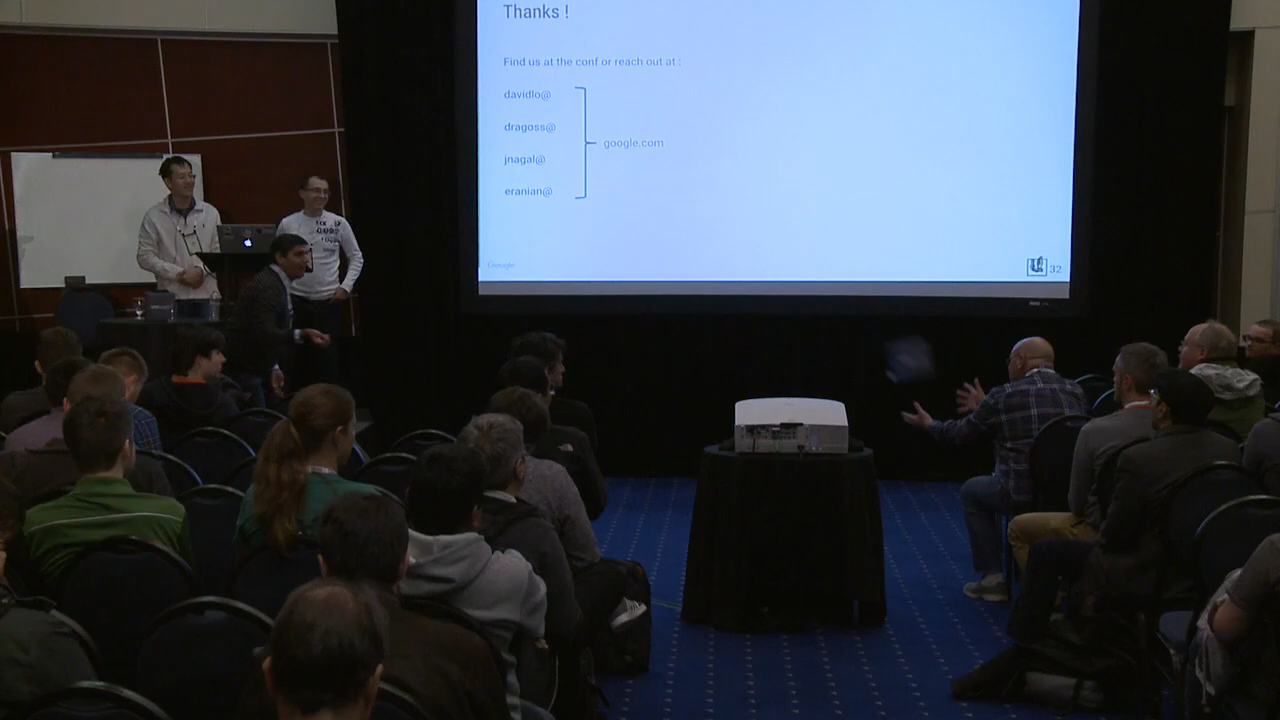 Thanks !
Find us at the conf or reach out at :
davidlo@
dragoss@
google.com
jnagal@
eranian@
Google
32